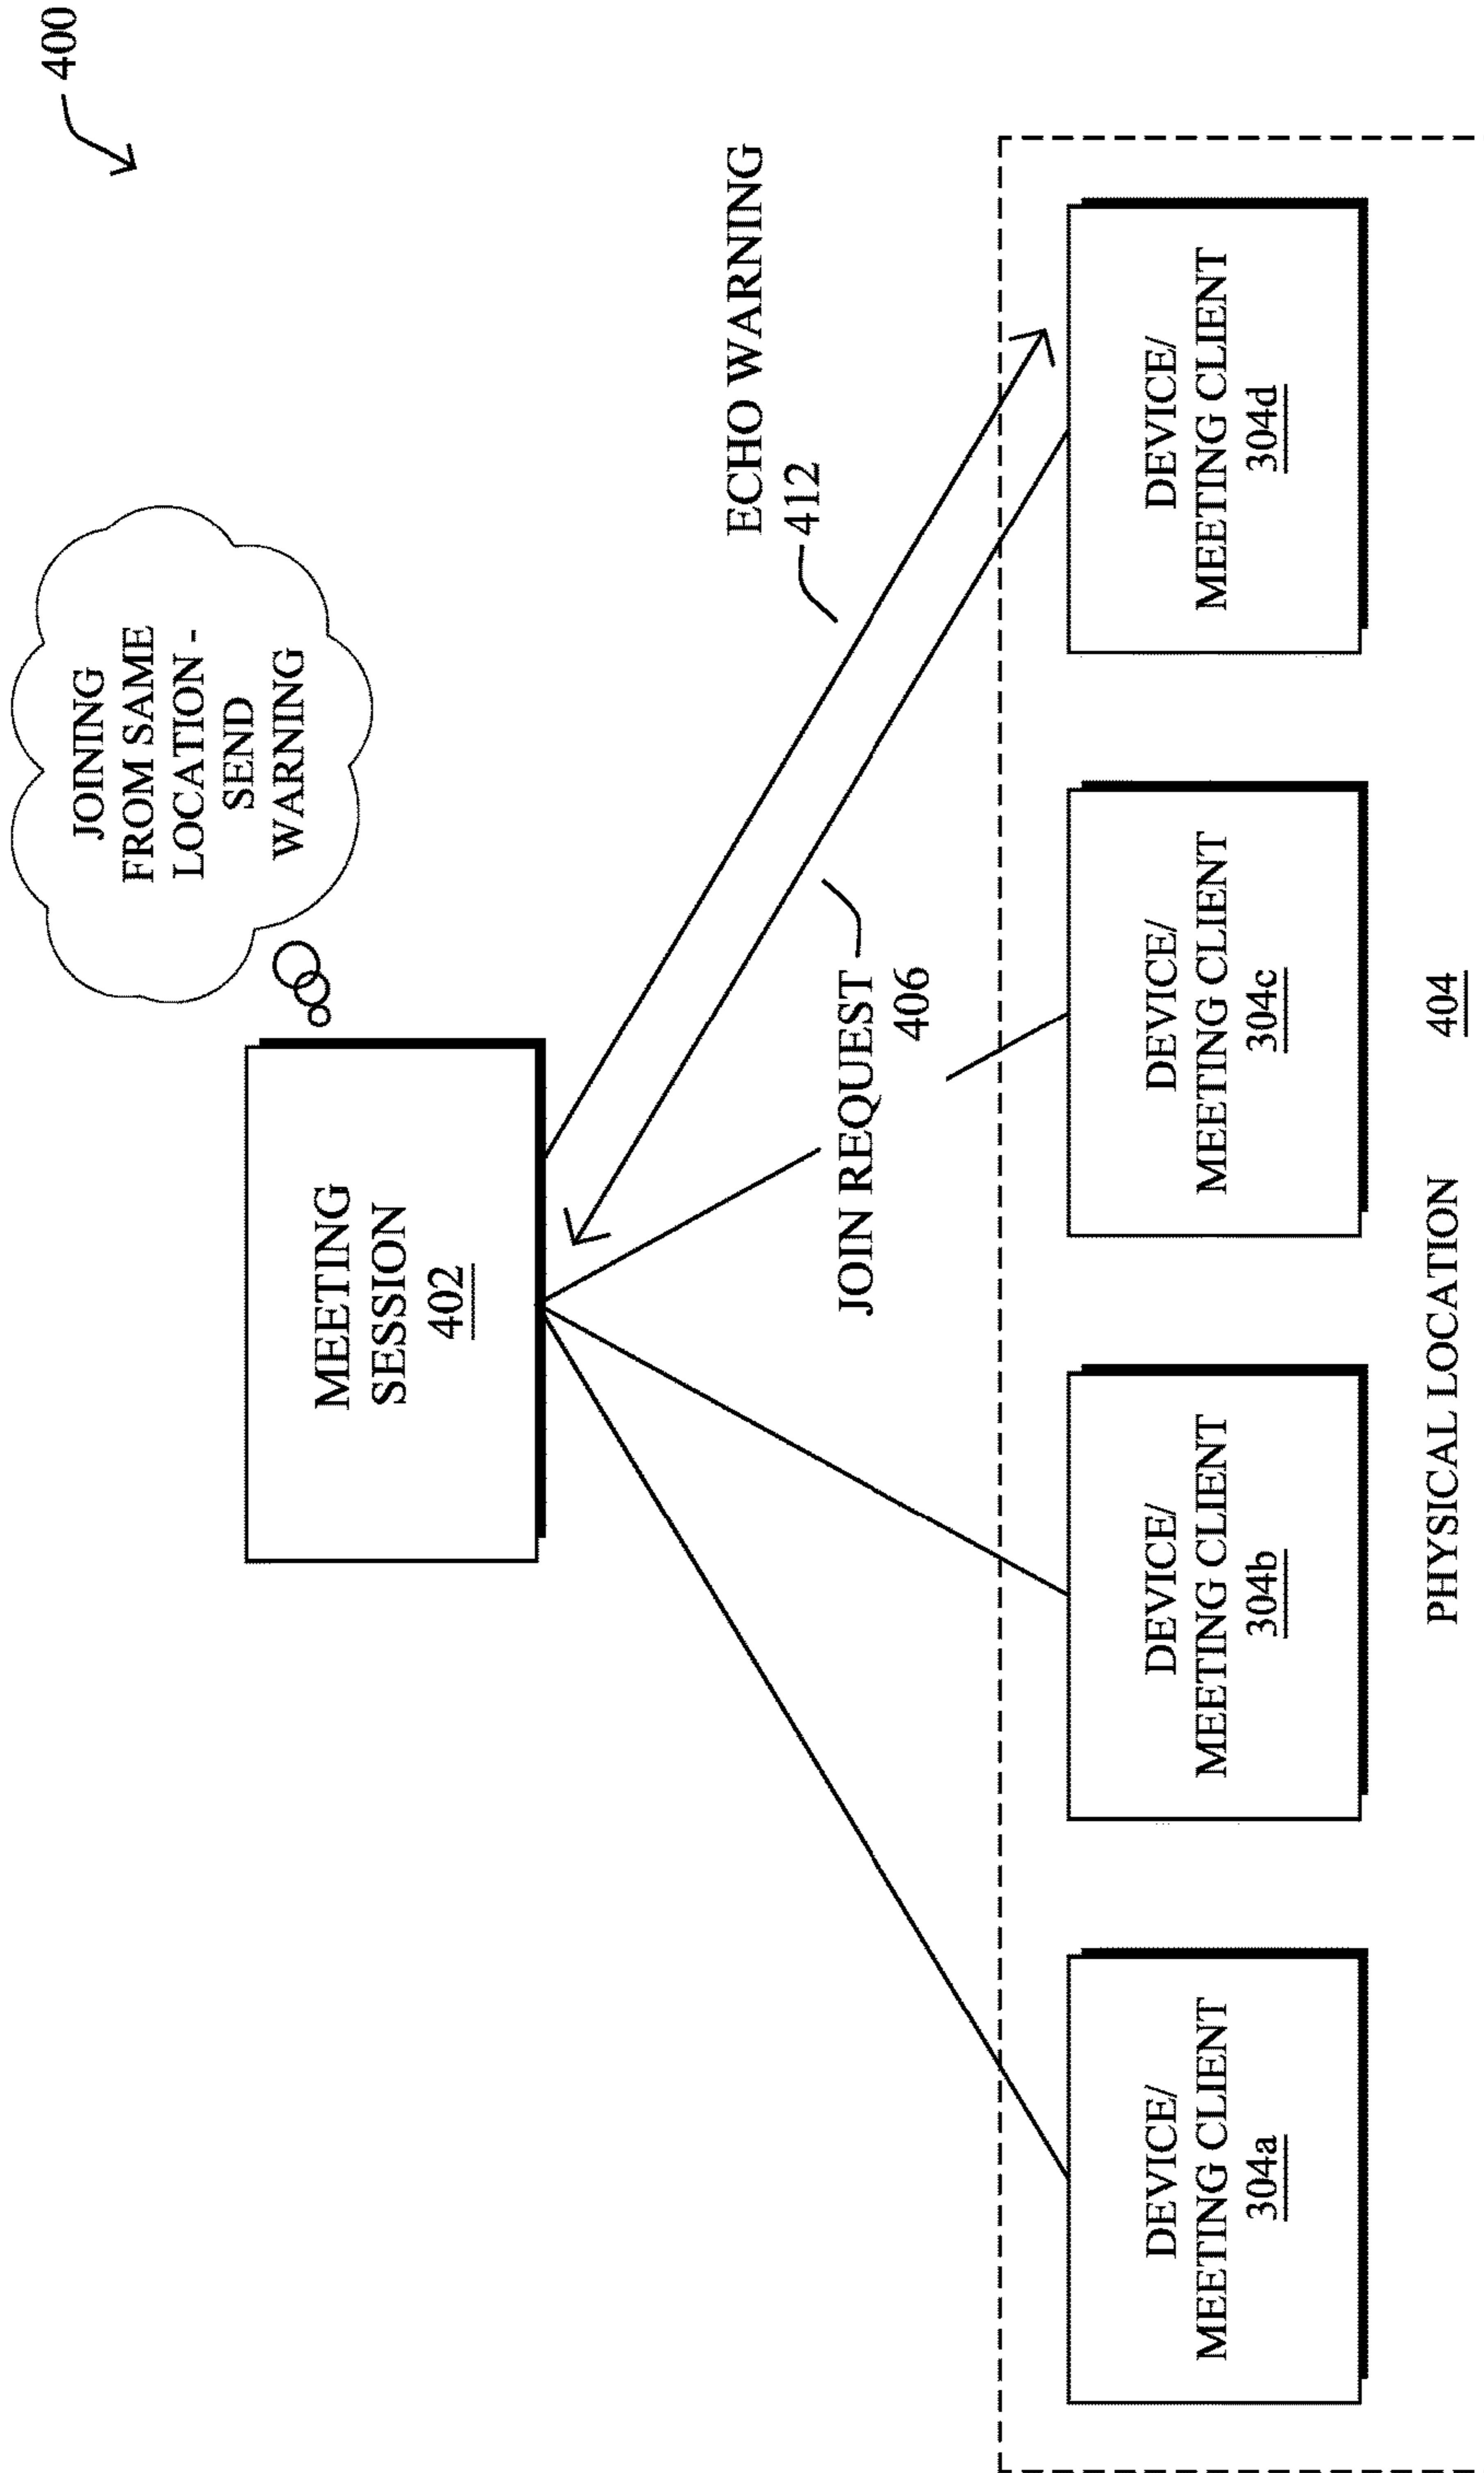 400
JOINING
FROM SAME
LOCATION -
SEND
WARNING
MEETING
SESSION
402
ECHO WARNING
412
JOIN REQUEST
406
DEVICE/
MEETING CLIENT
304a
DEVICE/
MEETING CLIENT
304b
DEVICE/
MEETING CLIENT
304c
DEVICE/
MEETING CLIENT
304d
PHYSICAL LOCATION 404